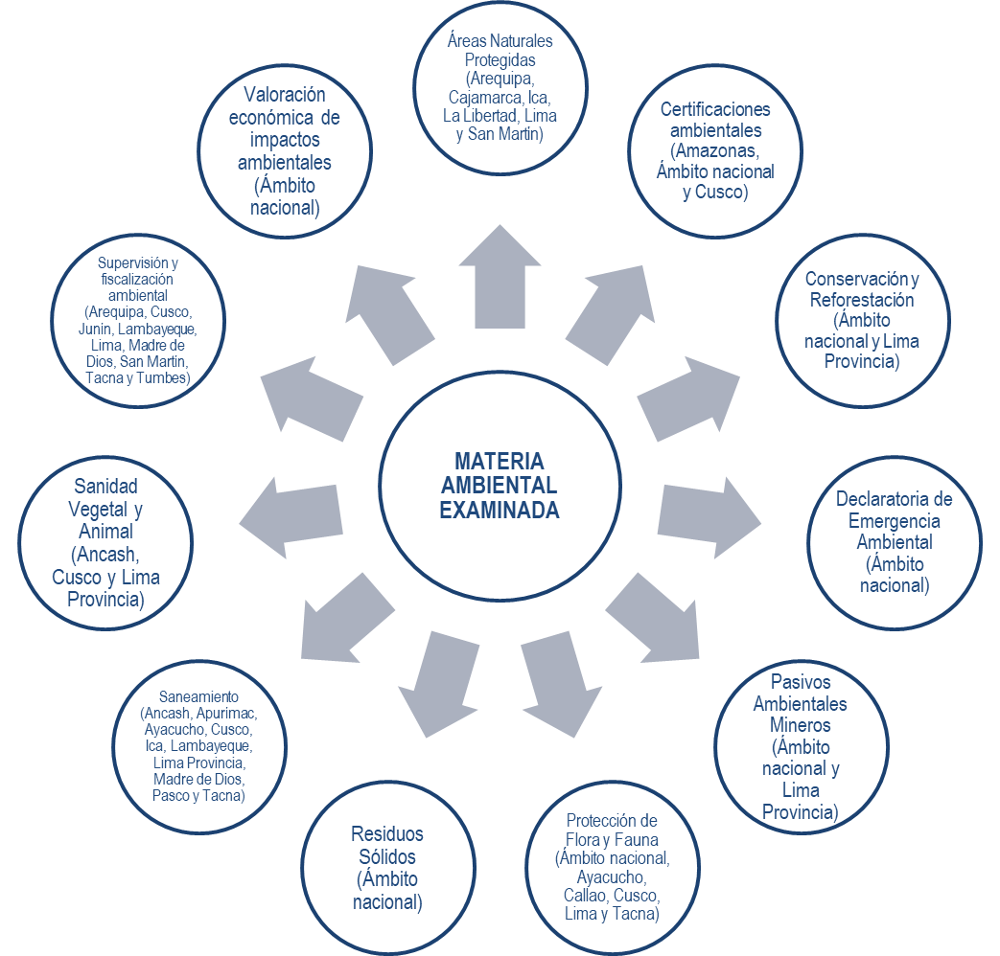 Áreas Naturales
Protegidas
(Arequipa,
Cajamarca, Ica,
La Libertad, Lima
y San Martín)
Certificaciones
ambientales
(Amazonas,
Ámbito nacional
y Cusco)
Conservación y
Reforestación
(Ámbito
nacional y Lima
Provincia)
Declaratoria de
Emergencia
Ambiental
(Ámbito
nacional)
Pasivos
Ambientales
Mineros
(Ámbito
nacional y
Lima
Provincia)
Protección de
Flora y Fauna
(Ámbito nacional,
Ayacucho,
Callao, Cusco,
Lima y Tacna)
Residuos
Sólidos
(Ámbito
nacional)
Saneamiento
(Ancash, Apurimac,
Ayacucho, Cusco,
Ica, Lambayeque,
Lima Provincia,
Madre de Dios,
Pasco y Tacna)
Sanidad
Vegetal y
Animal
(Ancash,
Cusco y Lima
Provincia)
Supervisión y
fiscalización
ambiental
(Arequipa, Cusco,
Junín, Lambayeque,
Lima, Madre de
Dios, San Martín,
Tacna y Tumbes)
Valoración
económica de
impactos
ambientales
(Ámbito
nacional)
MATERIA
AMBIENTAL
EXAMINADA